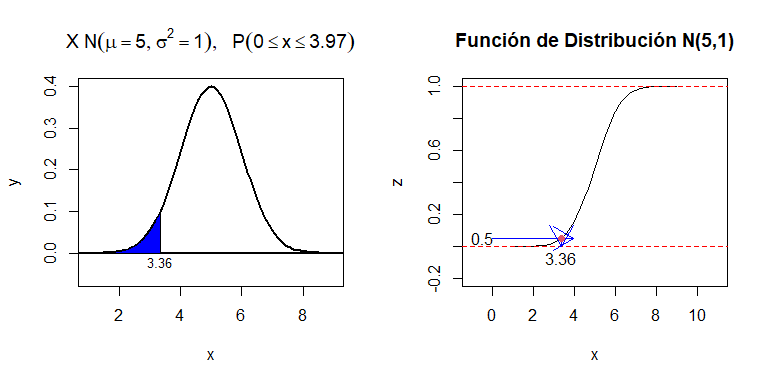 X N(μ = 5, σ² = 1), P(0 ≤ x ≤ 3.97)
0.4
0.3
0.2
0.1
0.0
y
3.36
2 4 6 8
x
Función de Distribución N(5,1)
1.0
0.6
0.2
-0.2
z
0.5
3.36
0 2 4 6 8 10
x